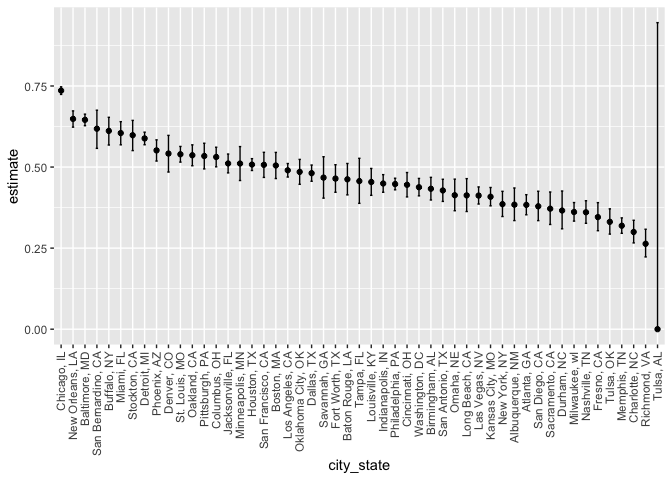 0.75
0.50
0.25
0.00
estimate
Chicago, IL
New Orleans, LA
Baltimore, MD
San Bernardino, CA
Buffalo, NY
Miami, FL
Stockton, CA
Detroit, MI
Phoenix, AZ
Denver, CO
St. Louis, MO
Oakland, CA
Pittsburgh, PA
Columbus, OH
Jacksonville, FL
Minneapolis, MN
Houston, TX
San Francisco, CA
Boston, MA
Los Angeles, CA
Oklahoma City, OK
Dallas, TX
Savannah, GA
Fort Worth, TX
Baton Rouge, LA
Tampa, FL
Louisville, KY
Indianapolis, IN
Philadelphia, PA
Cincinnati, OH
Washington, DC
Birmingham, AL
San Antonio, TX
Omaha, NE
Long Beach, CA
Las Vegas, NV
Kansas City, MO
New York, NY
Albuquerque, NM
Atlanta, GA
San Diego, CA
Sacramento, CA
Durham, NC
Milwaukee, wI
Nashville, TN
Fresno, CA
Tulsa, OK
Memphis, TN
Charlotte, NC
Richmond, VA
Tulsa, AL
city_state